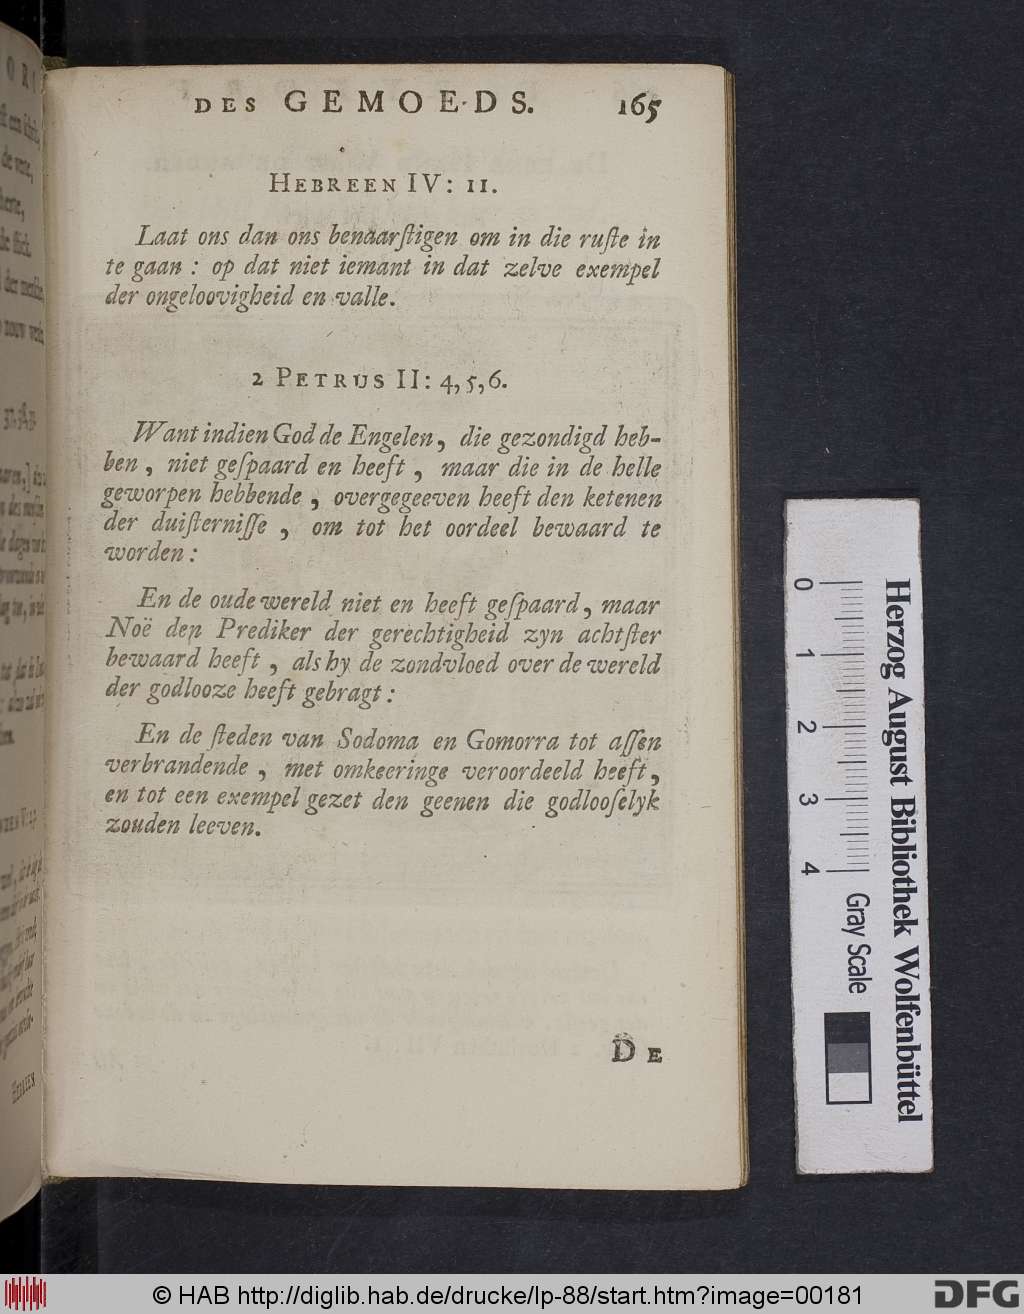 DES GEMOEDS. 165
HEBREEN IV: 11.
Laat ons dan ons benaarſtigen om in die ruſte in
te gaan : op dat niet iemant in dat zelve exempel
der ongeloovigheid en valle.
2 PETRUS II: 4, 5, 6.
Want indien God de Engelen, die gezondigd heb-
ben, niet geſpaard en heeft, maar die in de helle
geworpen hebbende, overgegeeven heeft den ketenen
der duiſterniſſe, om tot het oordeel bewaard te
worden :
En de oude wereld niet en heeft geſpaard, maar
Noë den Prediker der gerechtigheid zyn achtſter
bewaard heeft, als hy de zondvloed over de wereld
der godlooze heeft gebragt :
En de ſteden van Sodoma en Gomorra tot aſſen
verbrandende, met omkeeringe veroordeeld heeft,
en tot een exempel gezet den geenen die godlooſelyk
zouden leeven.
DE
0 1 2 3 4
Gray Scale
Herzog August Bibliothek Wolfenbüttel
© HAB http://diglib.hab.de/drucke/lp-88/start.htm?image=00181
DFG